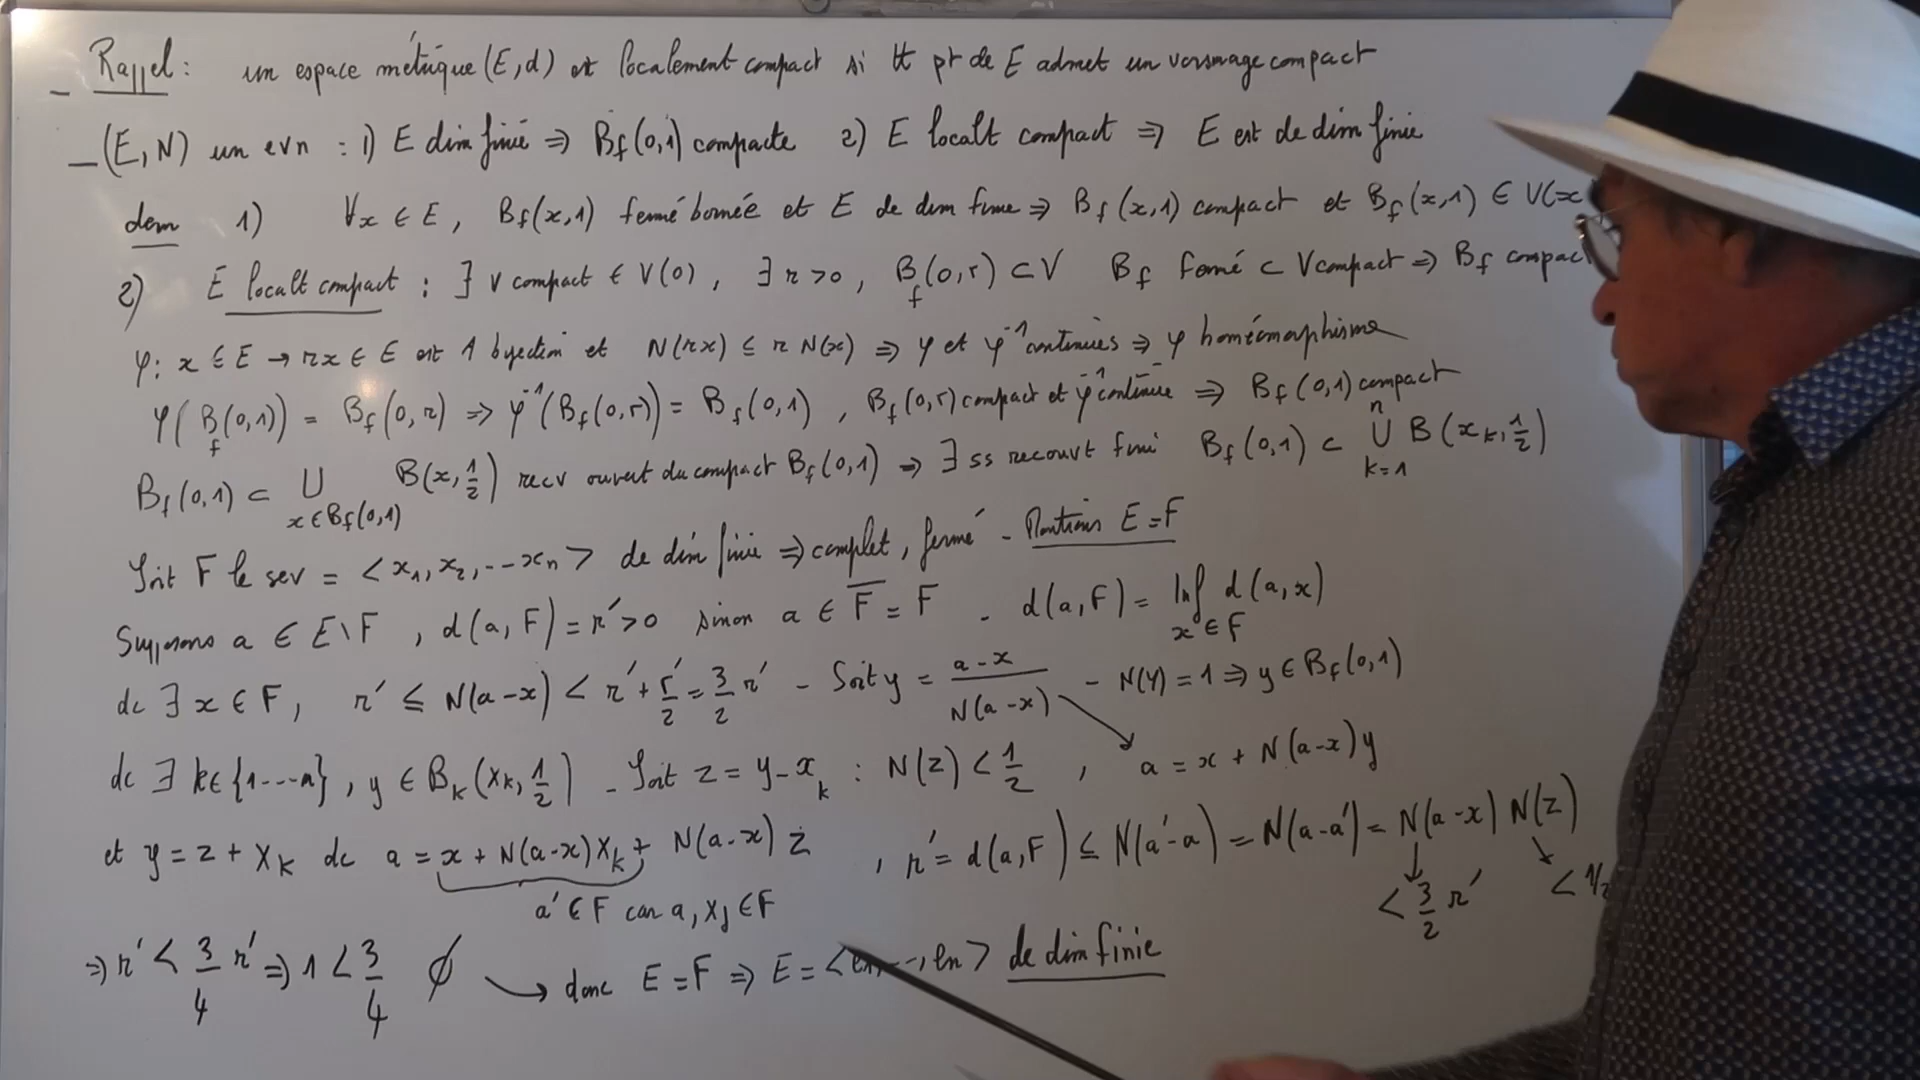 _ Rappel : un espace métrique (E,d) est localement compact si tt pt de E admet un voisinage compact
_ (E,N) un evn : 1) E dim finie ⇒ Bf(0,1) compacte 2) E localt compact ⇒ E est de dim finie
dem 1) ∀x ∈ E, Bf(x,1) fermé bornée et E de dim finie ⇒ Bf(x,1) compact et Bf(x,1) ∈ V(x
2) E localt compact : ∃ V compact ∈ V(0), ∃ r>0, Bf(0,r) ⊂ V Bf fermé ⊂ V compact ⇒ Bf compac
φ: x ∈ E → rx ∈ E est 1 bijection et N(rx) ≤ r N(x) ⇒ φ et φ⁻¹ continues ⇒ φ homéomorphisme
φ(Bf(0,1)) = Bf(0,r) ⇒ φ⁻¹(Bf(0,r)) = Bf(0,1), Bf(0,r) compact et φ⁻¹ continue ⇒ Bf(0,1) compact
Bf(0,1) ⊂ ∪_{x∈Bf(0,1)} B(x,1/2) recv ouvert du compact Bf(0,1) ⇒ ∃ ss recouvt fini Bf(0,1) ⊂ ∪_{k=1}^{n} B(xk,1/2)
Soit F le sev = <x1, x2, --- xn> de dim finie ⇒ complet, fermé - Montrons E=F
Supposons a ∈ E\F, d(a,F) = r'>0 sinon a ∈ F̅ = F - d(a,F) = Inf_{x∈F} d(a,x)
dc ∃ x ∈ F, r' ≤ N(a-x) < r'+r'/2 = 3/2 r' - Soit y = (a-x)/N(a-x) - N(y) = 1 ⇒ y ∈ Bf(0,1)
dc ∃ k∈{1---n}, y ∈ Bk(xk,1/2) - Soit z = y-xk : N(z) < 1/2, a = x + N(a-x)y
et y = z + xk dc a = x + N(a-x)xk + N(a-x) z, r' = d(a,F) ≤ N(a'-a) = N(a-a') = N(a-x) N(z)
a' ∈ F car a, xj ∈ F < 3/2 r' < 1/2
⇒ r' < 3/4 r' ⇒ 1 < 3/4 ∅ → donc E=F ⇒ E = <e1, --, en> de dim finie